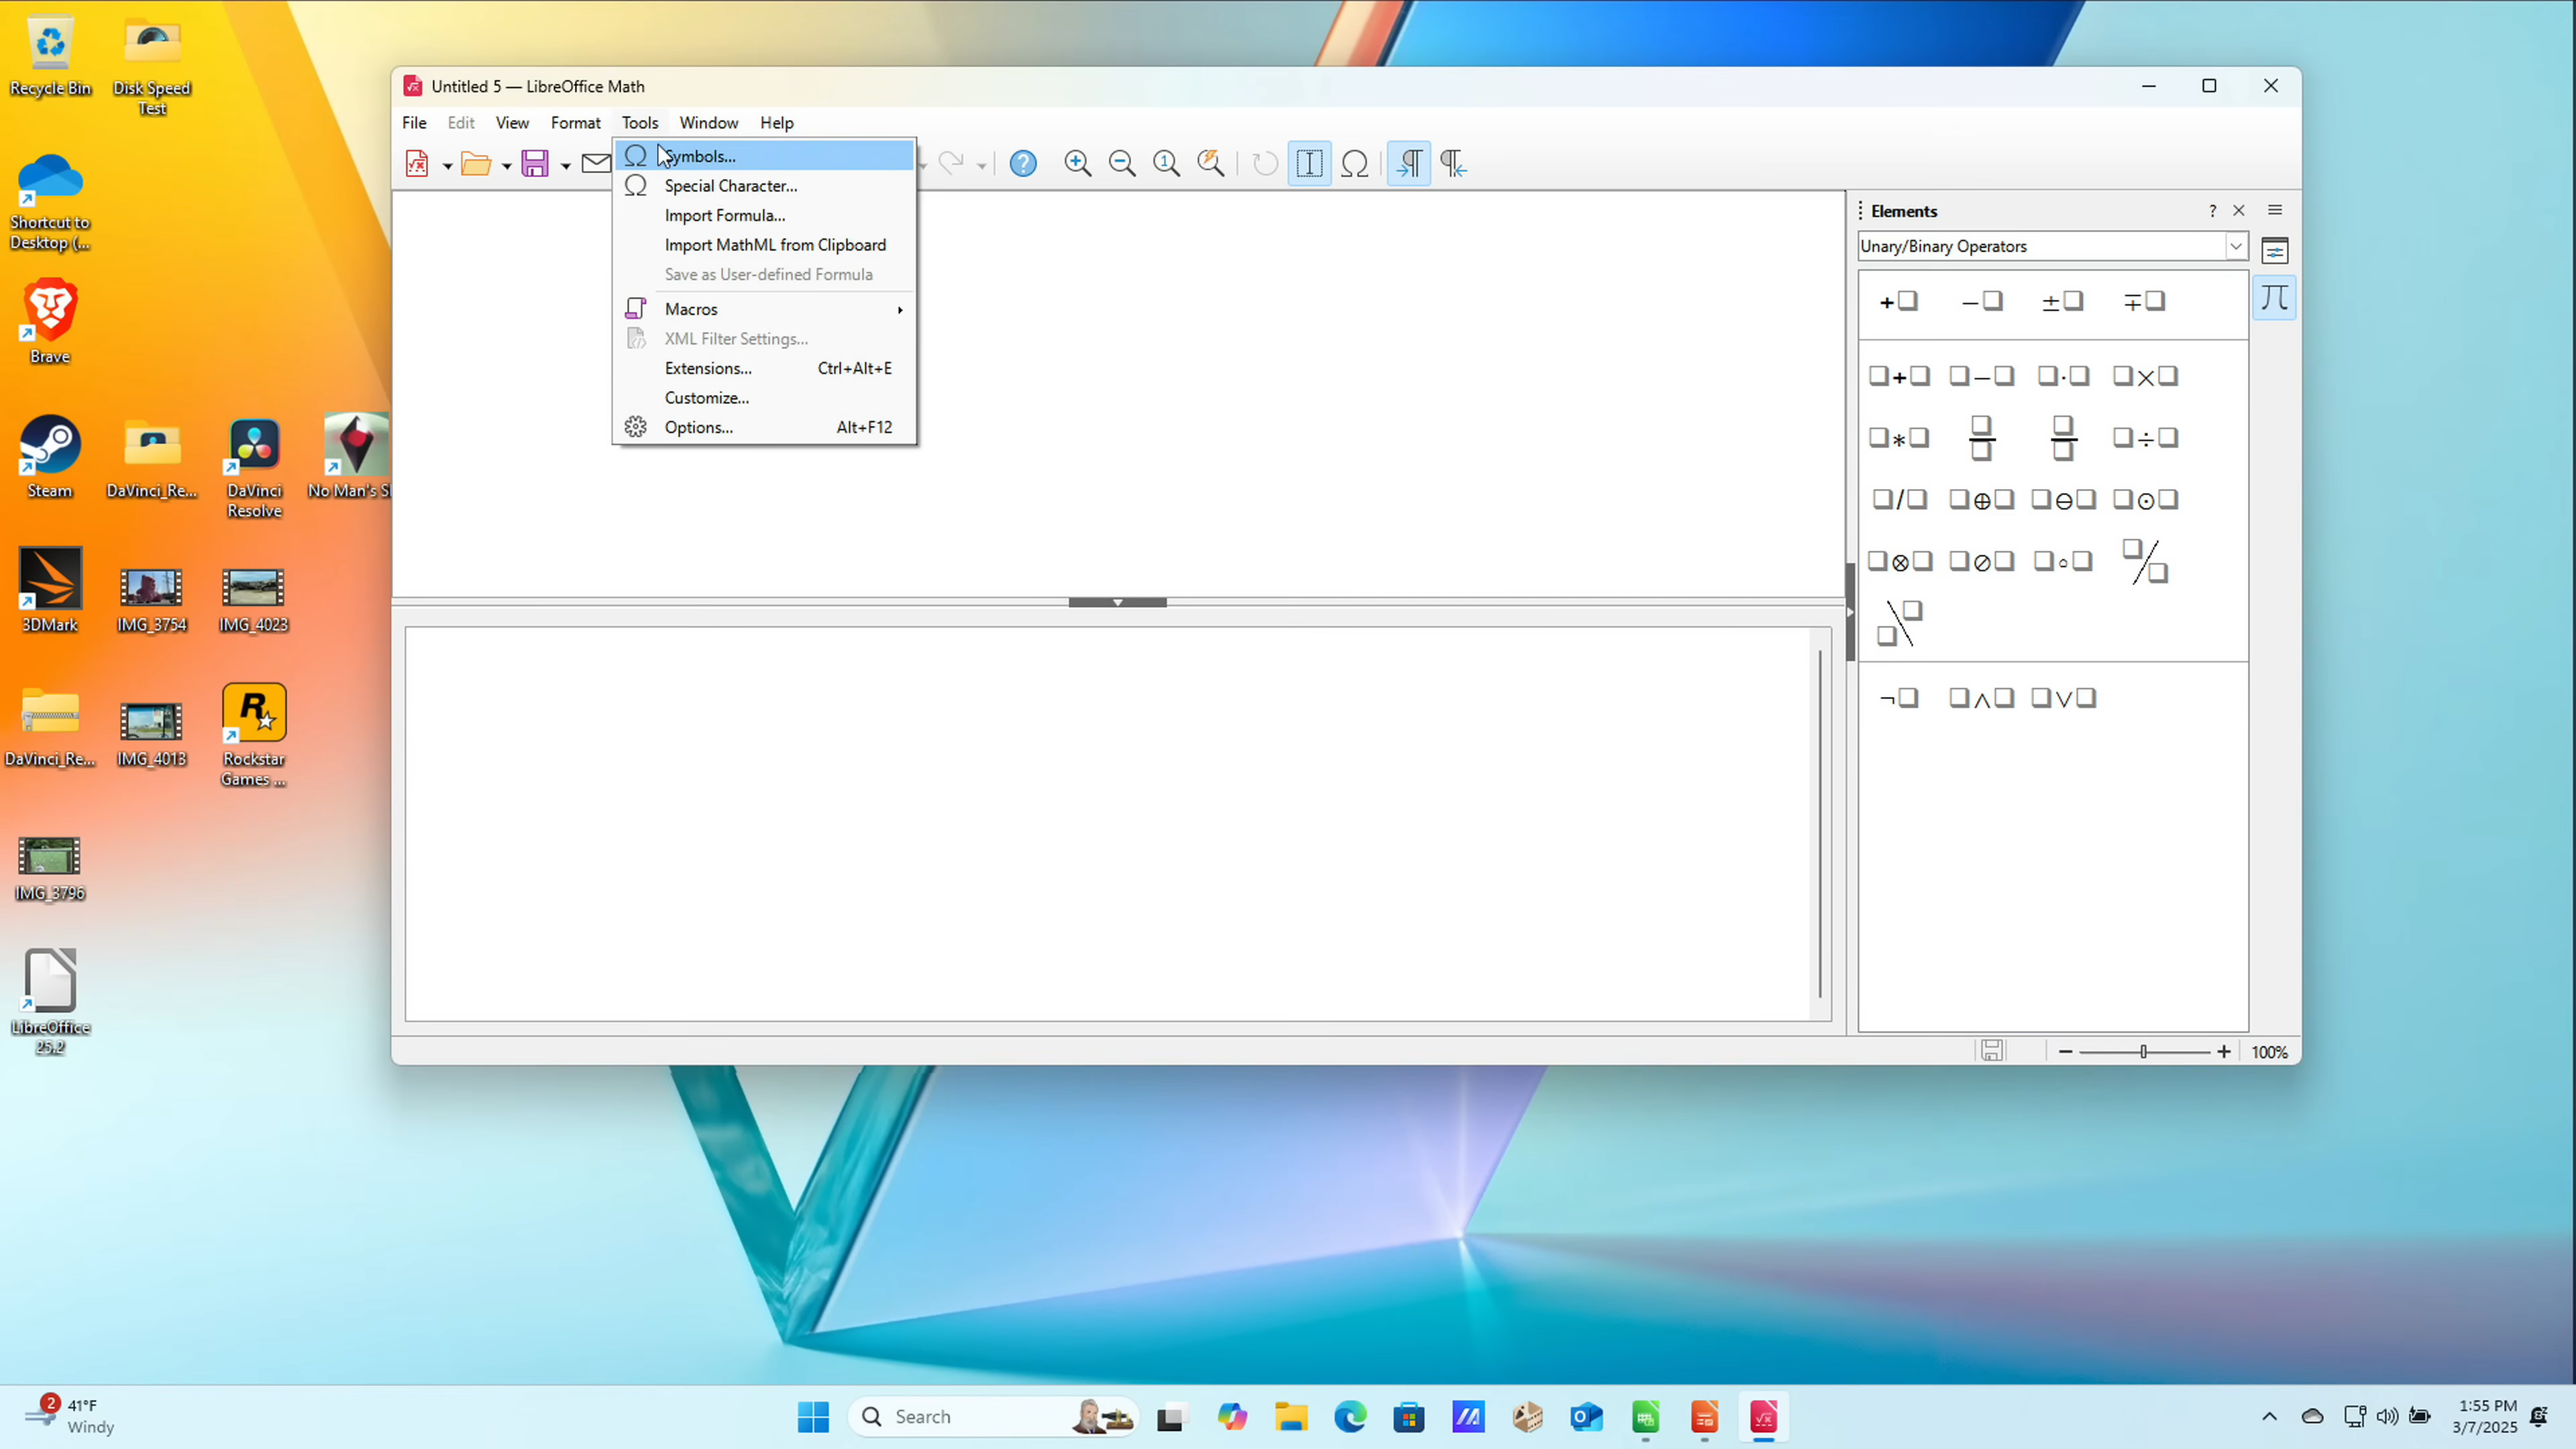 Recycle Bin
Disk Speed
Test
Shortcut to
Desktop (...
Brave
Steam
DaVinci_Re...
DaVinci
Resolve
No Man's S
3DMark
IMG_3754
IMG_4023
DaVinci_Re...
IMG_4013
Rockstar
Games ...
IMG_3796
LibreOffice
25.2
Untitled 5 — LibreOffice Math
File Edit View Format Tools Window Help
Symbols...
Special Character...
Import Formula...
Import MathML from Clipboard
Save as User-defined Formula
Macros
XML Filter Settings...
Extensions... Ctrl+Alt+E
Customize...
Options... Alt+F12
Elements
Unary/Binary Operators
+❏ −❏ ±❏ ∓❏
❏+❏ ❏−❏ ❏·❏ ❏×❏
❏∗❏ ❏/❏ ❏/❏ ❏÷❏
❏/❏ ❏⊕❏ ❏⊖❏ ❏⊙❏
❏⊗❏ ❏⊘❏ ❏∘❏ ❏/❏
❏\❏
¬❏ ❏∧❏ ❏∨❏
100%
2
41°F
Windy
Search
1:55 PM
3/7/2025